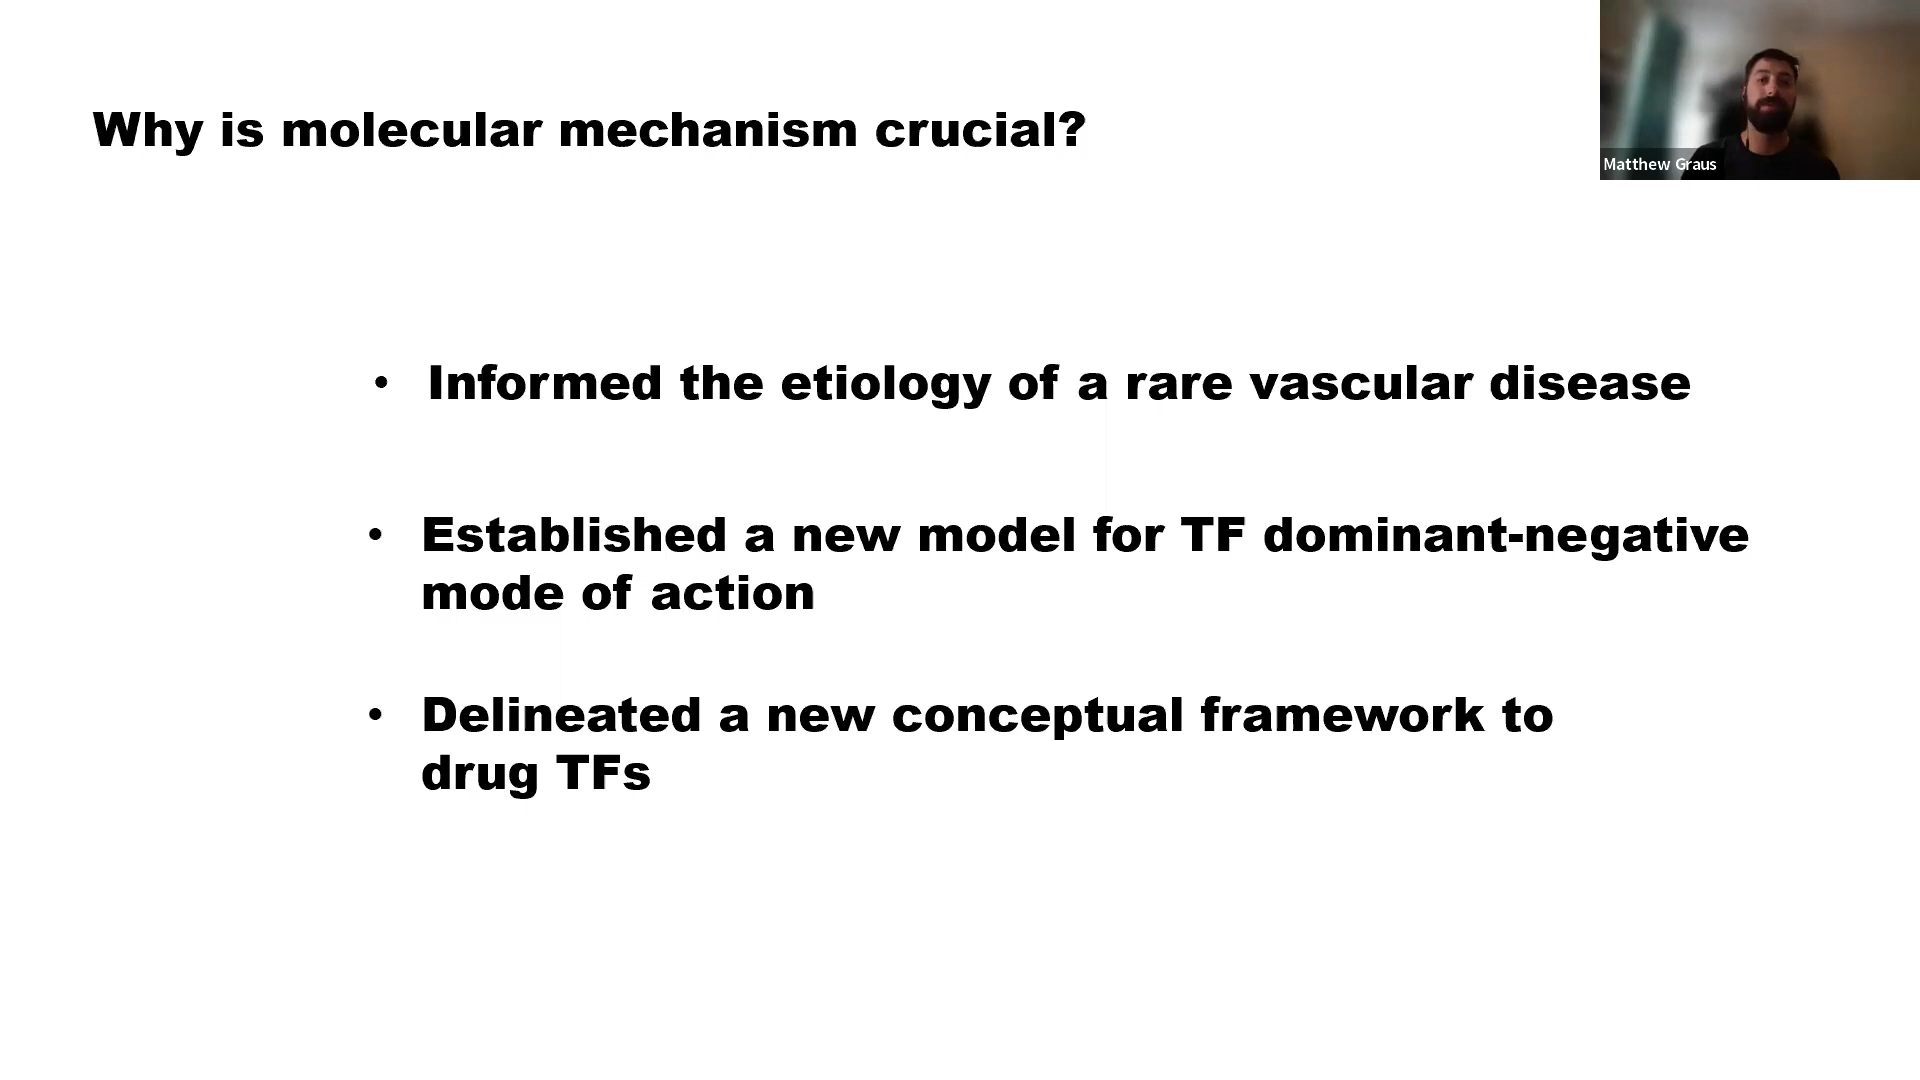 Why is molecular mechanism crucial?
Matthew Graus
• Informed the etiology of a rare vascular disease
• Established a new model for TF dominant-negative
mode of action
• Delineated a new conceptual framework to
drug TFs